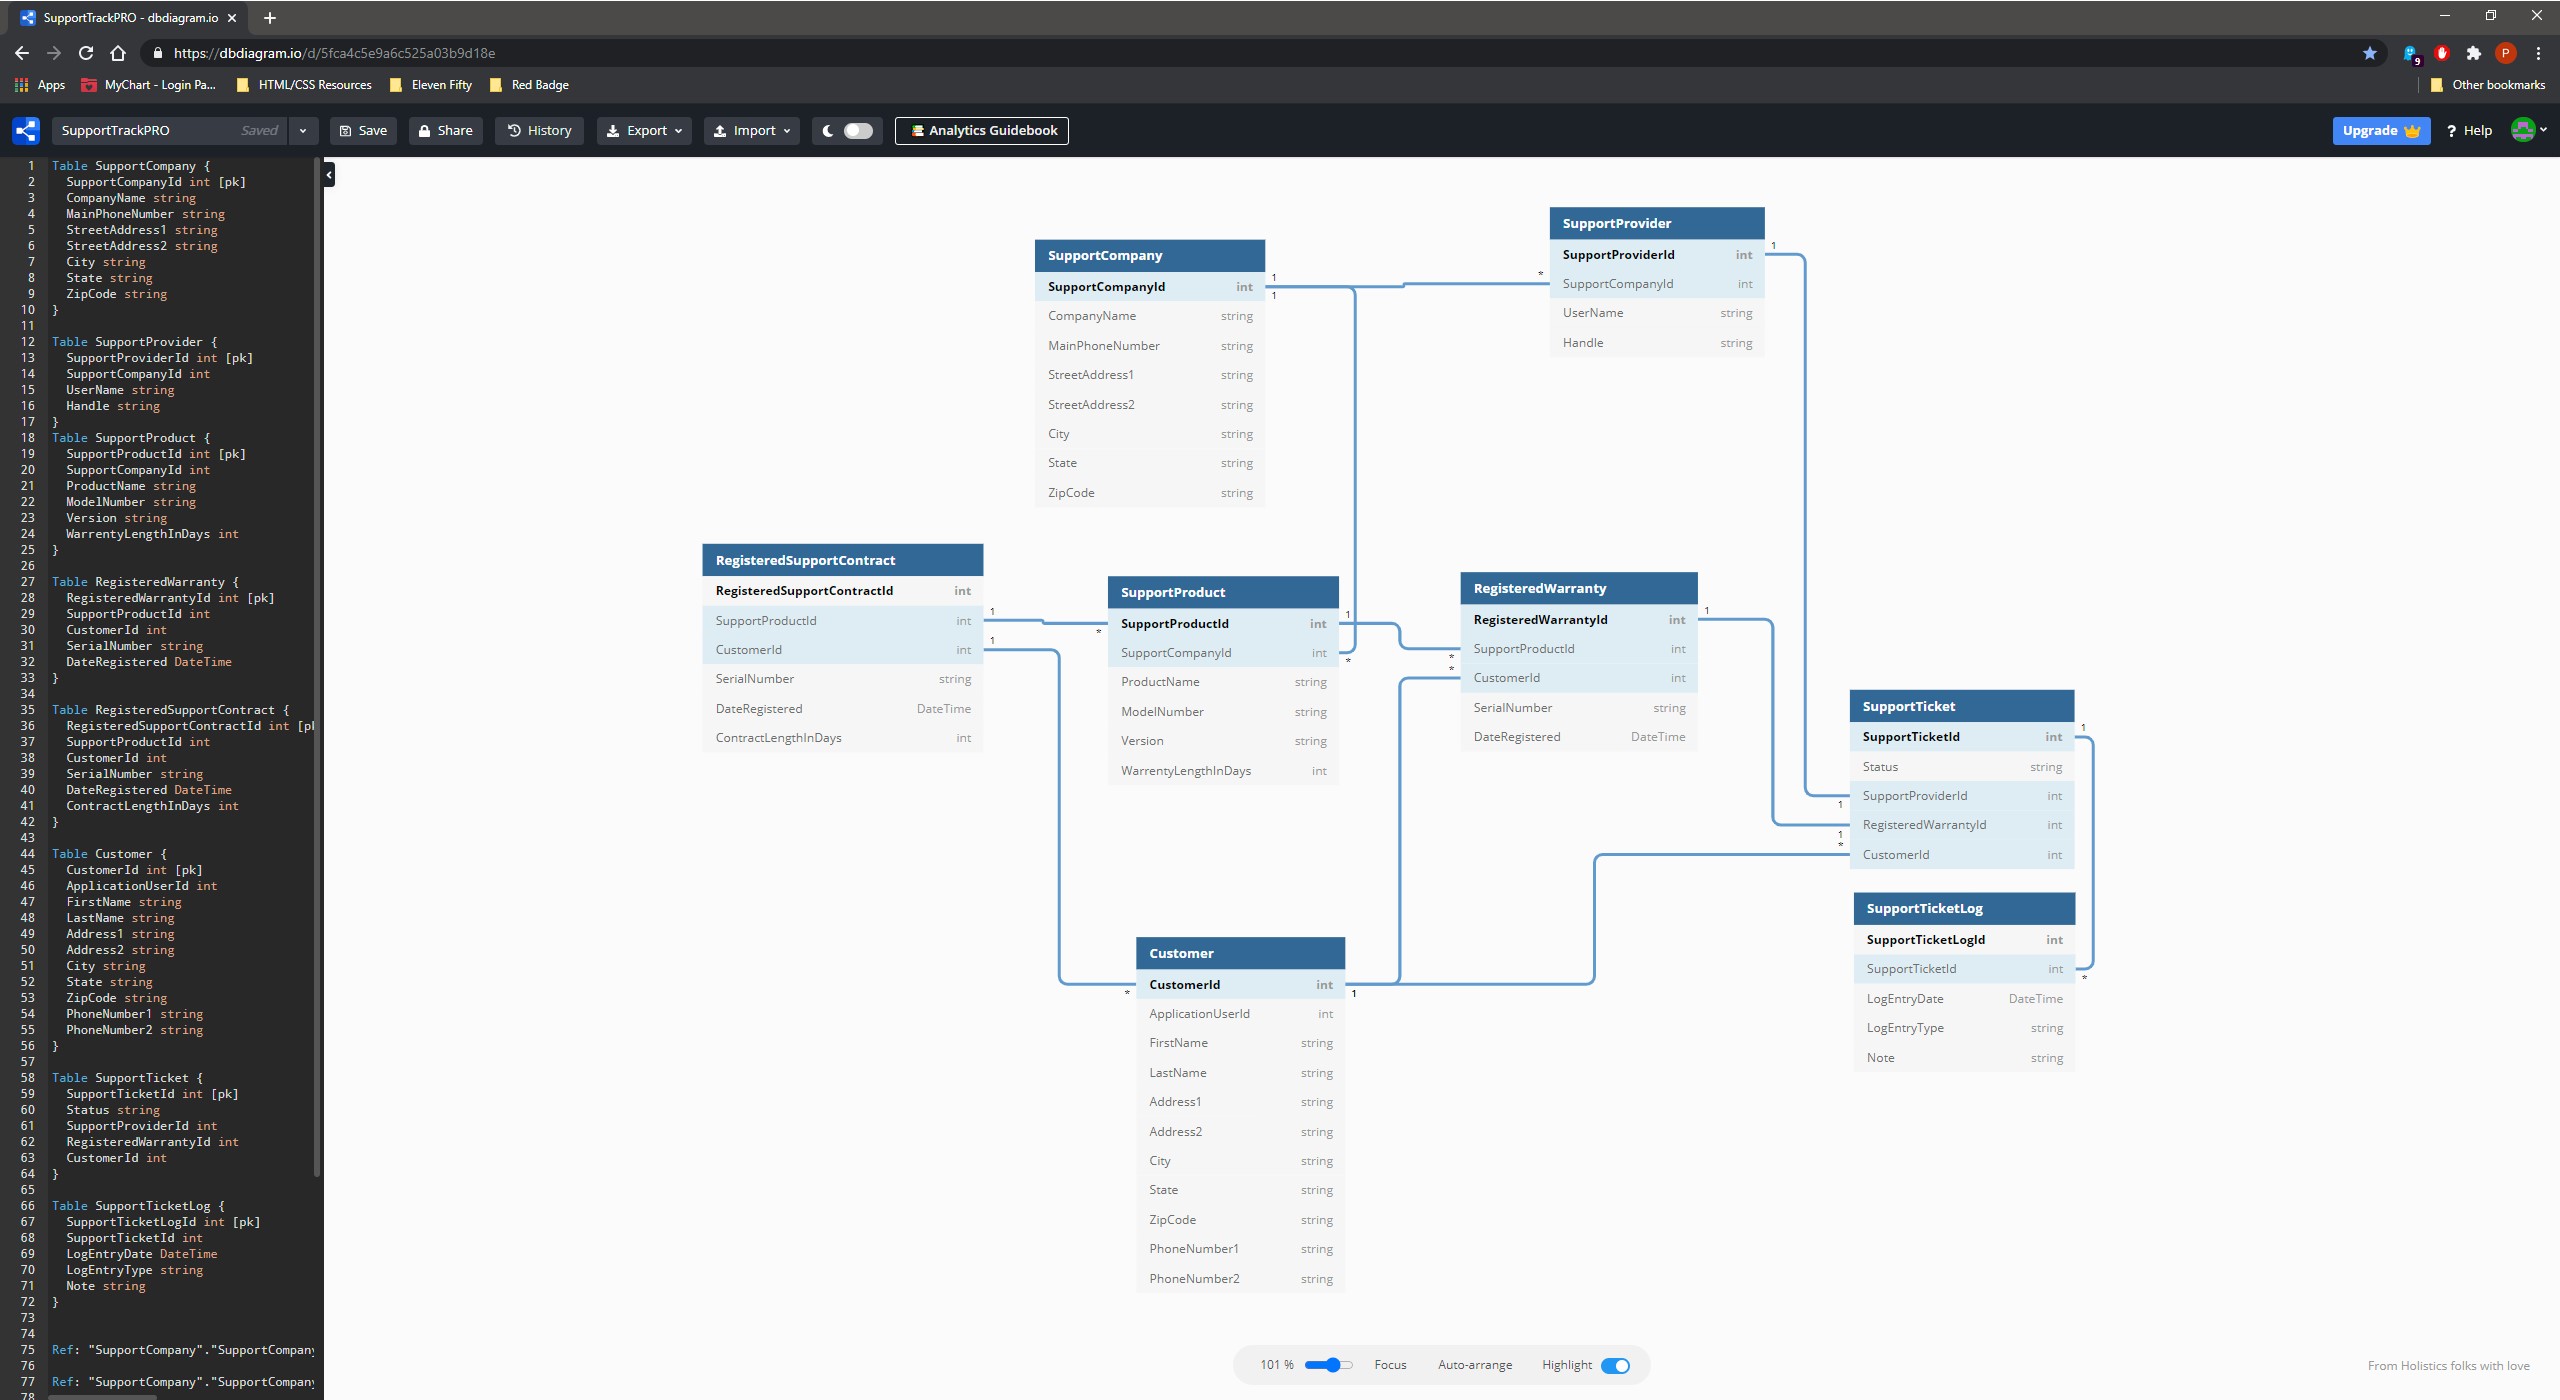 SupportTrackPRO - dbdiagram.io
https://dbdiagram.io/d/5fca4c5e9a6c525a03b9d18e
9
P
Apps MyChart - Login Pa... HTML/CSS Resources Eleven Fifty Red Badge Other bookmarks
SupportTrackPRO Saved Save Share History Export Import Analytics Guidebook Upgrade ? Help
1 Table SupportCompany {
2 SupportCompanyId int [pk]
3 CompanyName string
4 MainPhoneNumber string
5 StreetAddress1 string
6 StreetAddress2 string
7 City string
8 State string
9 ZipCode string
10 }
11
12 Table SupportProvider {
13 SupportProviderId int [pk]
14 SupportCompanyId int
15 UserName string
16 Handle string
17 }
18 Table SupportProduct {
19 SupportProductId int [pk]
20 SupportCompanyId int
21 ProductName string
22 ModelNumber string
23 Version string
24 WarrentyLengthInDays int
25 }
26
27 Table RegisteredWarranty {
28 RegisteredWarrantyId int [pk]
29 SupportProductId int
30 CustomerId int
31 SerialNumber string
32 DateRegistered DateTime
33 }
34
35 Table RegisteredSupportContract {
36 RegisteredSupportContractId int [pk
37 SupportProductId int
38 CustomerId int
39 SerialNumber string
40 DateRegistered DateTime
41 ContractLengthInDays int
42 }
43
44 Table Customer {
45 CustomerId int [pk]
46 ApplicationUserId int
47 FirstName string
48 LastName string
49 Address1 string
50 Address2 string
51 City string
52 State string
53 ZipCode string
54 PhoneNumber1 string
55 PhoneNumber2 string
56 }
57
58 Table SupportTicket {
59 SupportTicketId int [pk]
60 Status string
61 SupportProviderId int
62 RegisteredWarrantyId int
63 CustomerId int
64 }
65
66 Table SupportTicketLog {
67 SupportTicketLogId int [pk]
68 SupportTicketId int
69 LogEntryDate DateTime
70 LogEntryType string
71 Note string
72 }
73
74
75 Ref: "SupportCompany"."SupportCompany
76
77 Ref: "SupportCompany"."SupportCompany
78
SupportCompany
SupportCompanyId int
CompanyName string
MainPhoneNumber string
StreetAddress1 string
StreetAddress2 string
City string
State string
ZipCode string
1
1
*
SupportProvider
SupportProviderId int
SupportCompanyId int
UserName string
Handle string
1
RegisteredSupportContract
RegisteredSupportContractId int
SupportProductId int
CustomerId int
SerialNumber string
DateRegistered DateTime
ContractLengthInDays int
1
1
*
SupportProduct
SupportProductId int
SupportCompanyId int
ProductName string
ModelNumber string
Version string
WarrentyLengthInDays int
1
*
*
*
RegisteredWarranty
RegisteredWarrantyId int
SupportProductId int
CustomerId int
SerialNumber string
DateRegistered DateTime
1
1
1
*
SupportTicket
SupportTicketId int
Status string
SupportProviderId int
RegisteredWarrantyId int
CustomerId int
1
SupportTicketLog
SupportTicketLogId int
SupportTicketId int
LogEntryDate DateTime
LogEntryType string
Note string
*
*
Customer
CustomerId int
ApplicationUserId int
FirstName string
LastName string
Address1 string
Address2 string
City string
State string
ZipCode string
PhoneNumber1 string
PhoneNumber2 string
1
101 % Focus Auto-arrange Highlight
From Holistics folks with love